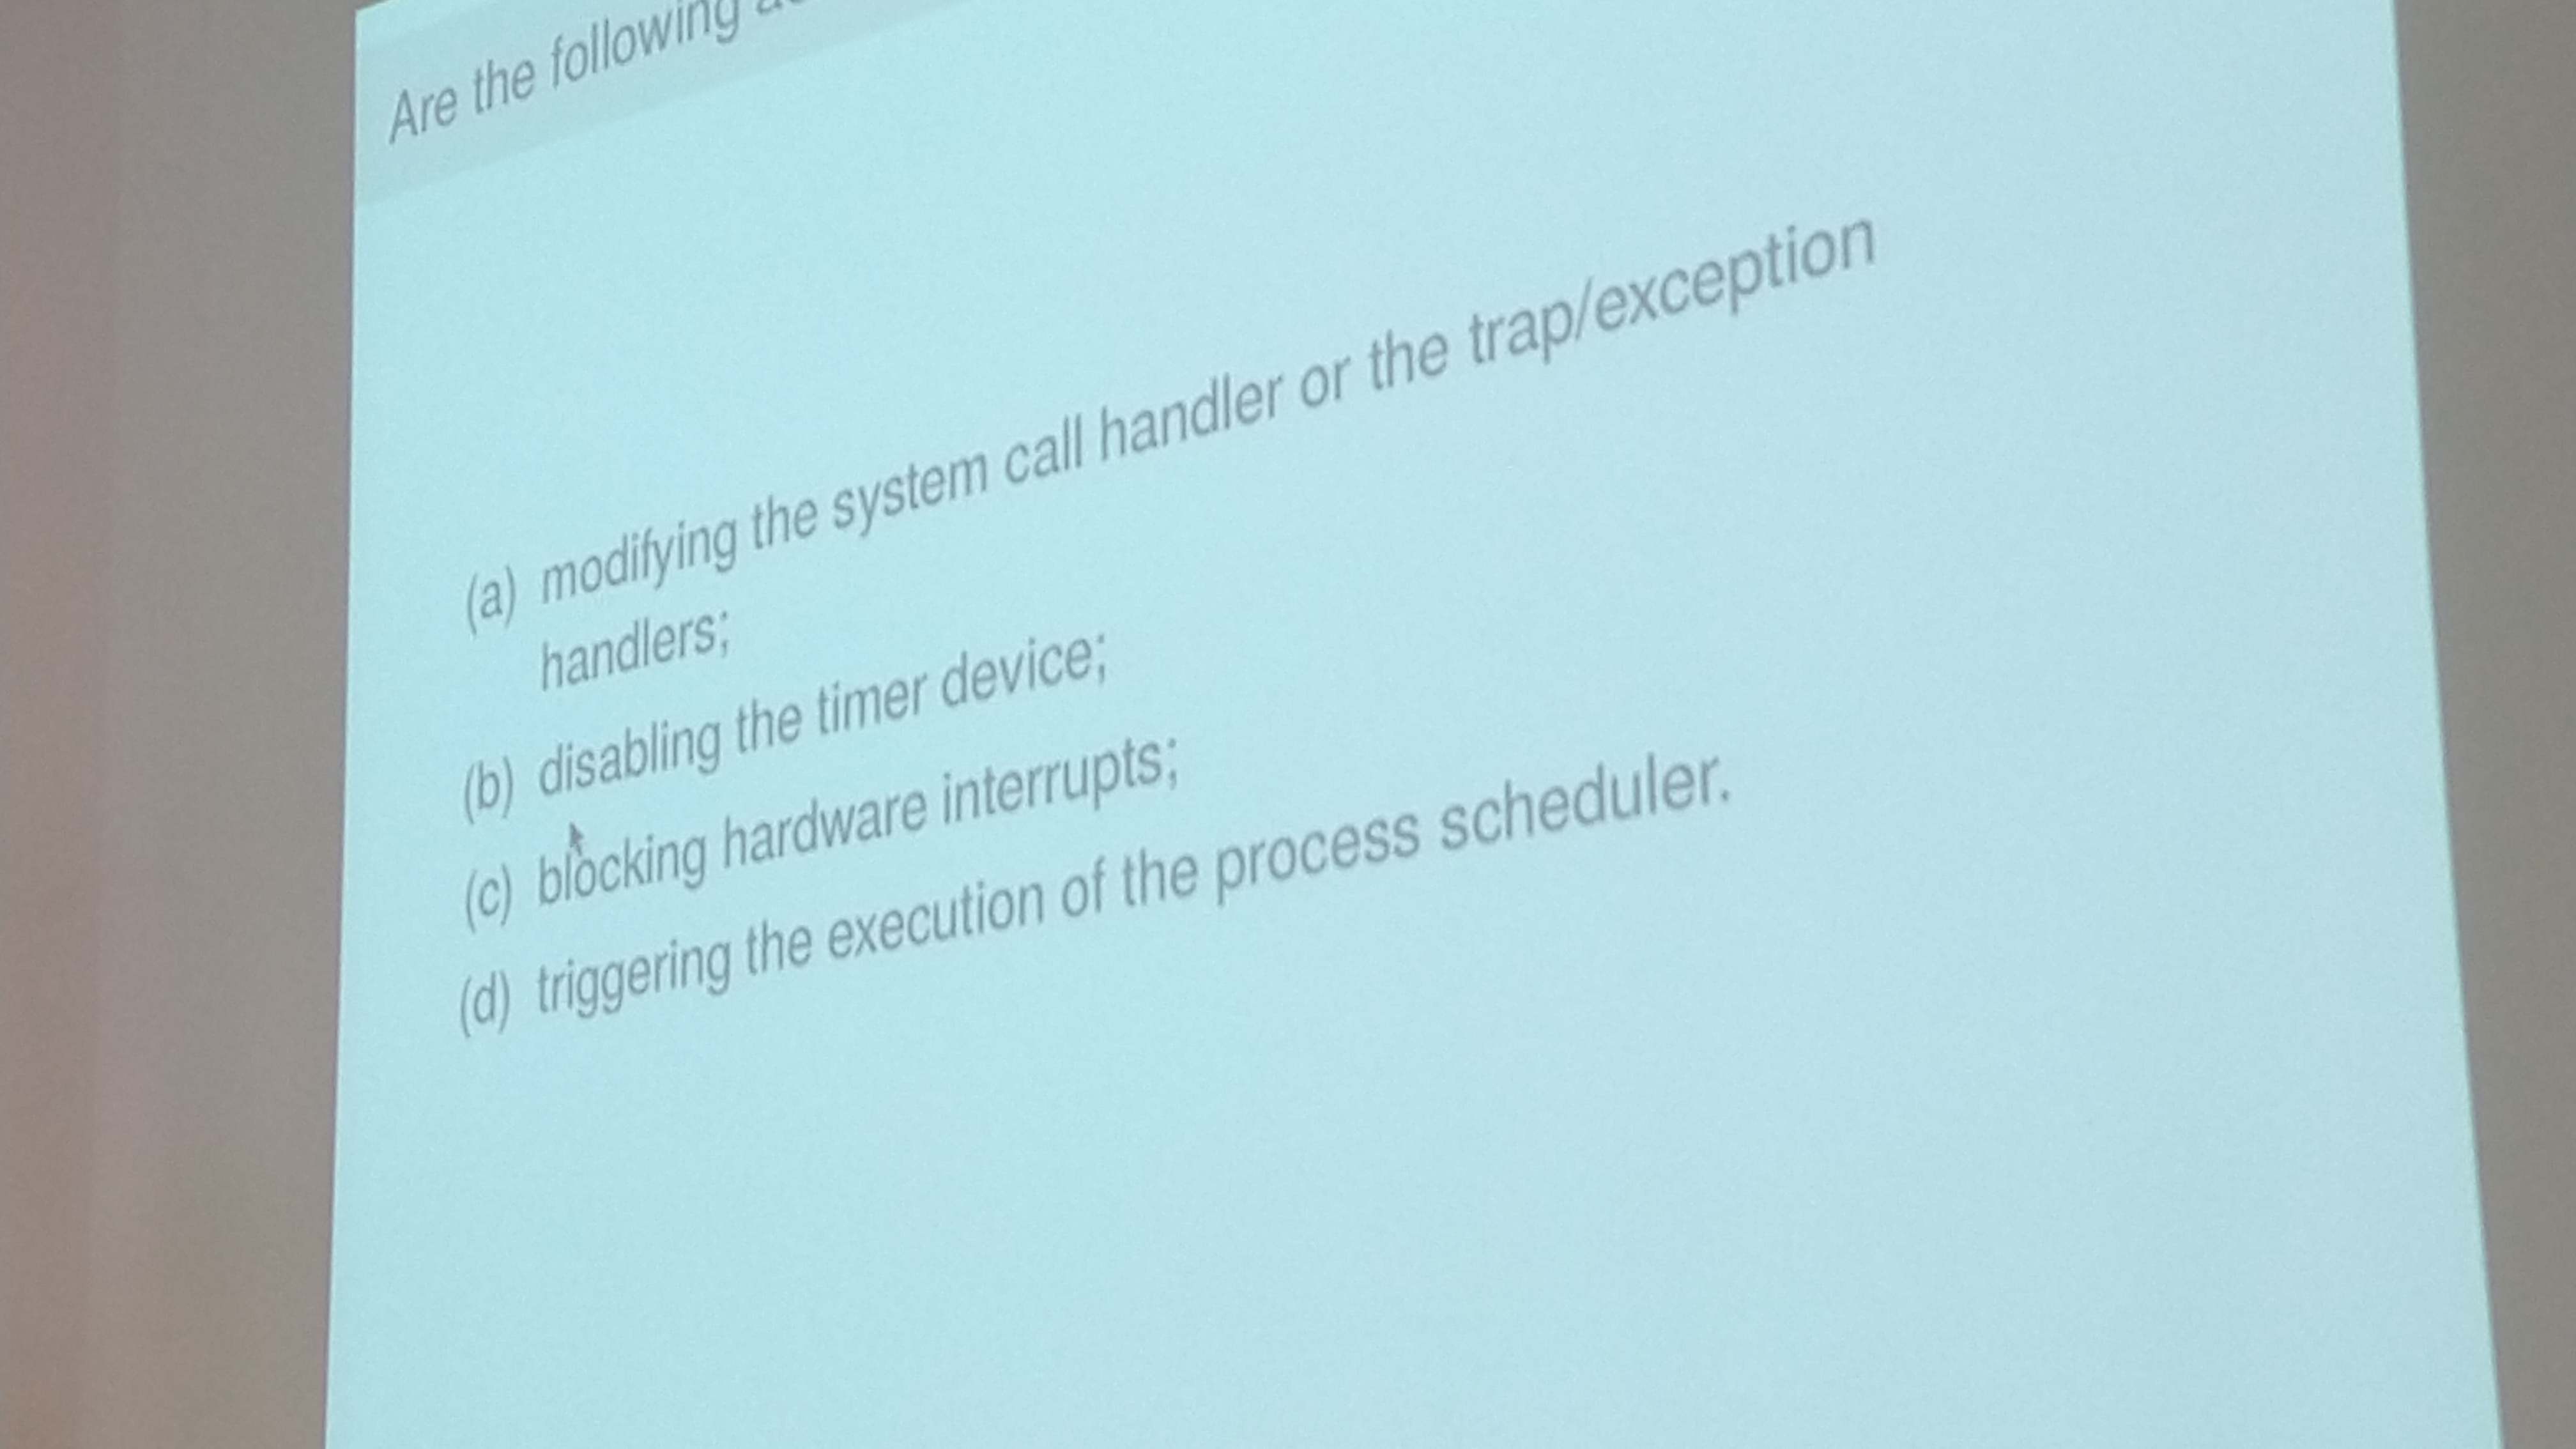 Are the following
(a) modifying the system call handler or the trap/exception
handlers;
(b) disabling the timer device;
(c) blocking hardware interrupts;
(d) triggering the execution of the process scheduler.